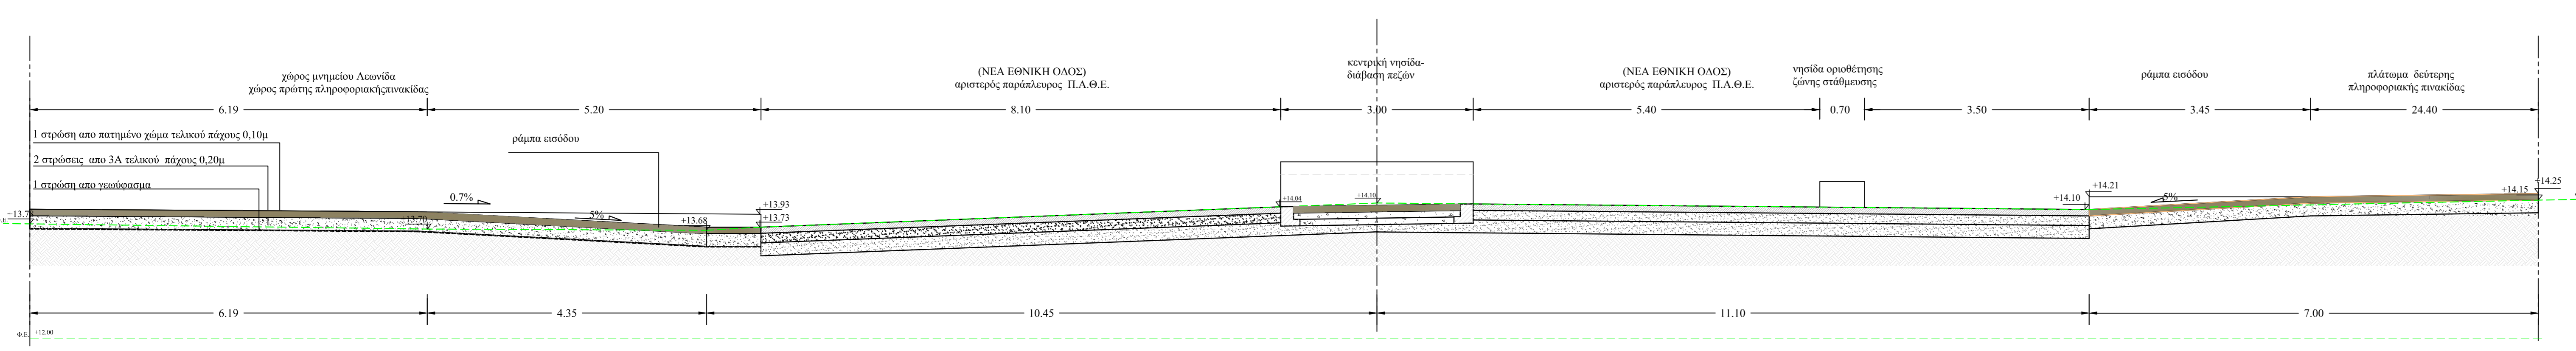 χώρος μνημείου Λεωνίδα
χώρος πρώτης πληροφοριακήςπινακίδας
(ΝΕΑ ΕΘΝΙΚΗ ΟΔΟΣ)
αριστερός παράπλευρος Π.Α.Θ.Ε.
κεντρική νησίδα-
διάβαση πεζών
(ΝΕΑ ΕΘΝΙΚΗ ΟΔΟΣ)
αριστερός παράπλευρος Π.Α.Θ.Ε.
νησίδα οριοθέτησης
ζώνης στάθμευσης
ράμπα εισόδου
πλάτωμα δεύτερης
πληροφοριακής πινακίδας
6.19
5.20
8.10
3.00
5.40
0.70
3.50
3.45
24.40
1 στρώση απο πατημένο χώμα τελικού πάχους 0,10μ
2 στρώσεις απο 3Α τελικού πάχους 0,20μ
1 στρώση απο γεωύφασμα
ράμπα εισόδου
0.7%
5%
+13.70
+13.68
+13.93
+13.73
+14.04
+14.10
+14.21
+14.10
5%
+14.25
+14.15
6.19
4.35
10.45
11.10
7.00
Φ.Ε. +12.00